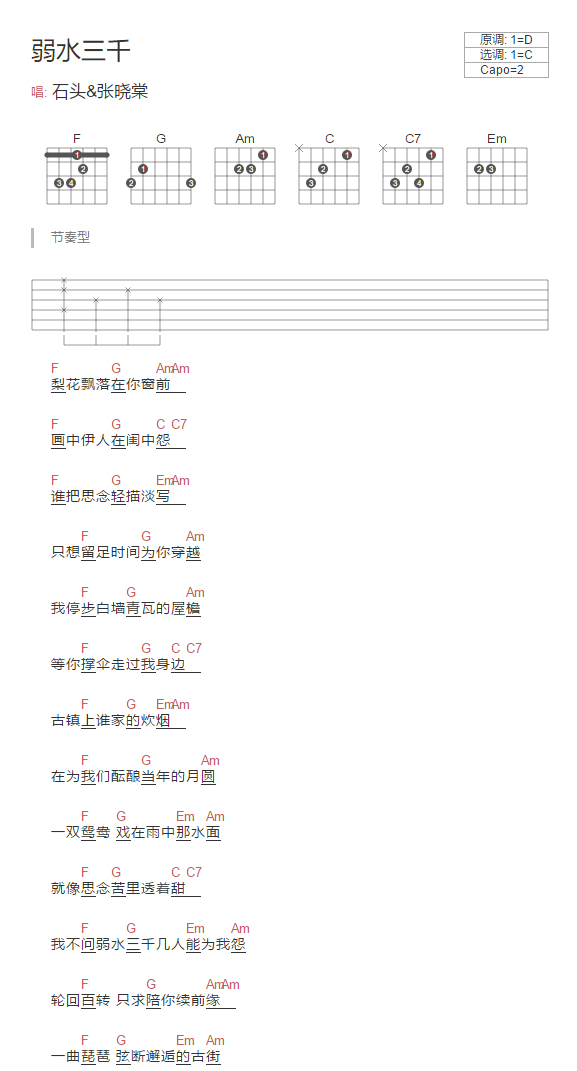 弱水三千
原调: 1=D
选调: 1=C
Capo=2
唱: 石头&张晓棠
F G Am C C7 Em
1 2 3 4 1 2 3 1 2 3 1 2 3 1 2 3 4 2 3
节奏型
F G Am Am
梨花飘落在你窗前
F G C C7
画中伊人在闺中怨
F G Em Am
谁把思念轻描淡写
F G Am
只想留足时间为你穿越
F G Am
我停步白墙青瓦的屋檐
F G C C7
等你撑伞走过我身边
F G Em Am
古镇上谁家的炊烟
F G Am
在为我们酝酿当年的月圆
F G Em Am
一双鸳鸯 戏在雨中那水面
F G C C7
就像思念苦里透着甜
F G Em Am
我不问弱水三千几人能为我怨
F G Am Am
轮回百转 只求陪你续前缘
F G Em Am
一曲琵琶 弦断邂逅的古街